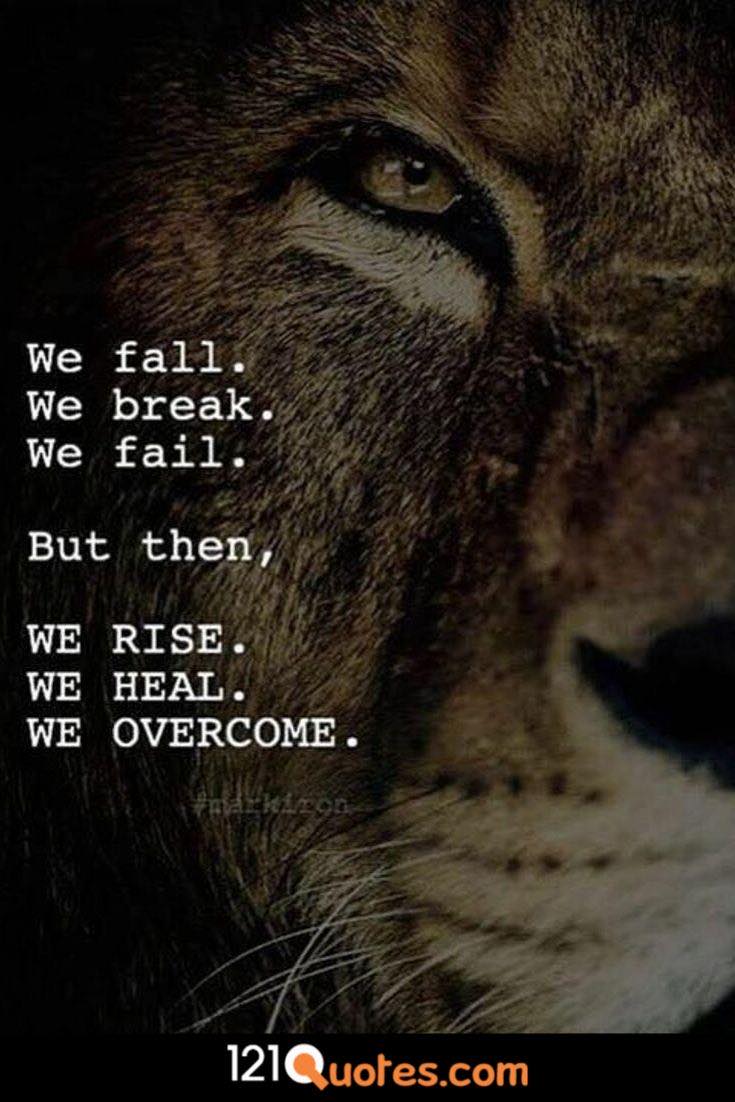 We fall.
We break.
We fail.
But then,
WE RISE.
WE HEAL.
WE OVERCOME.
#markiron
121Quotes.com